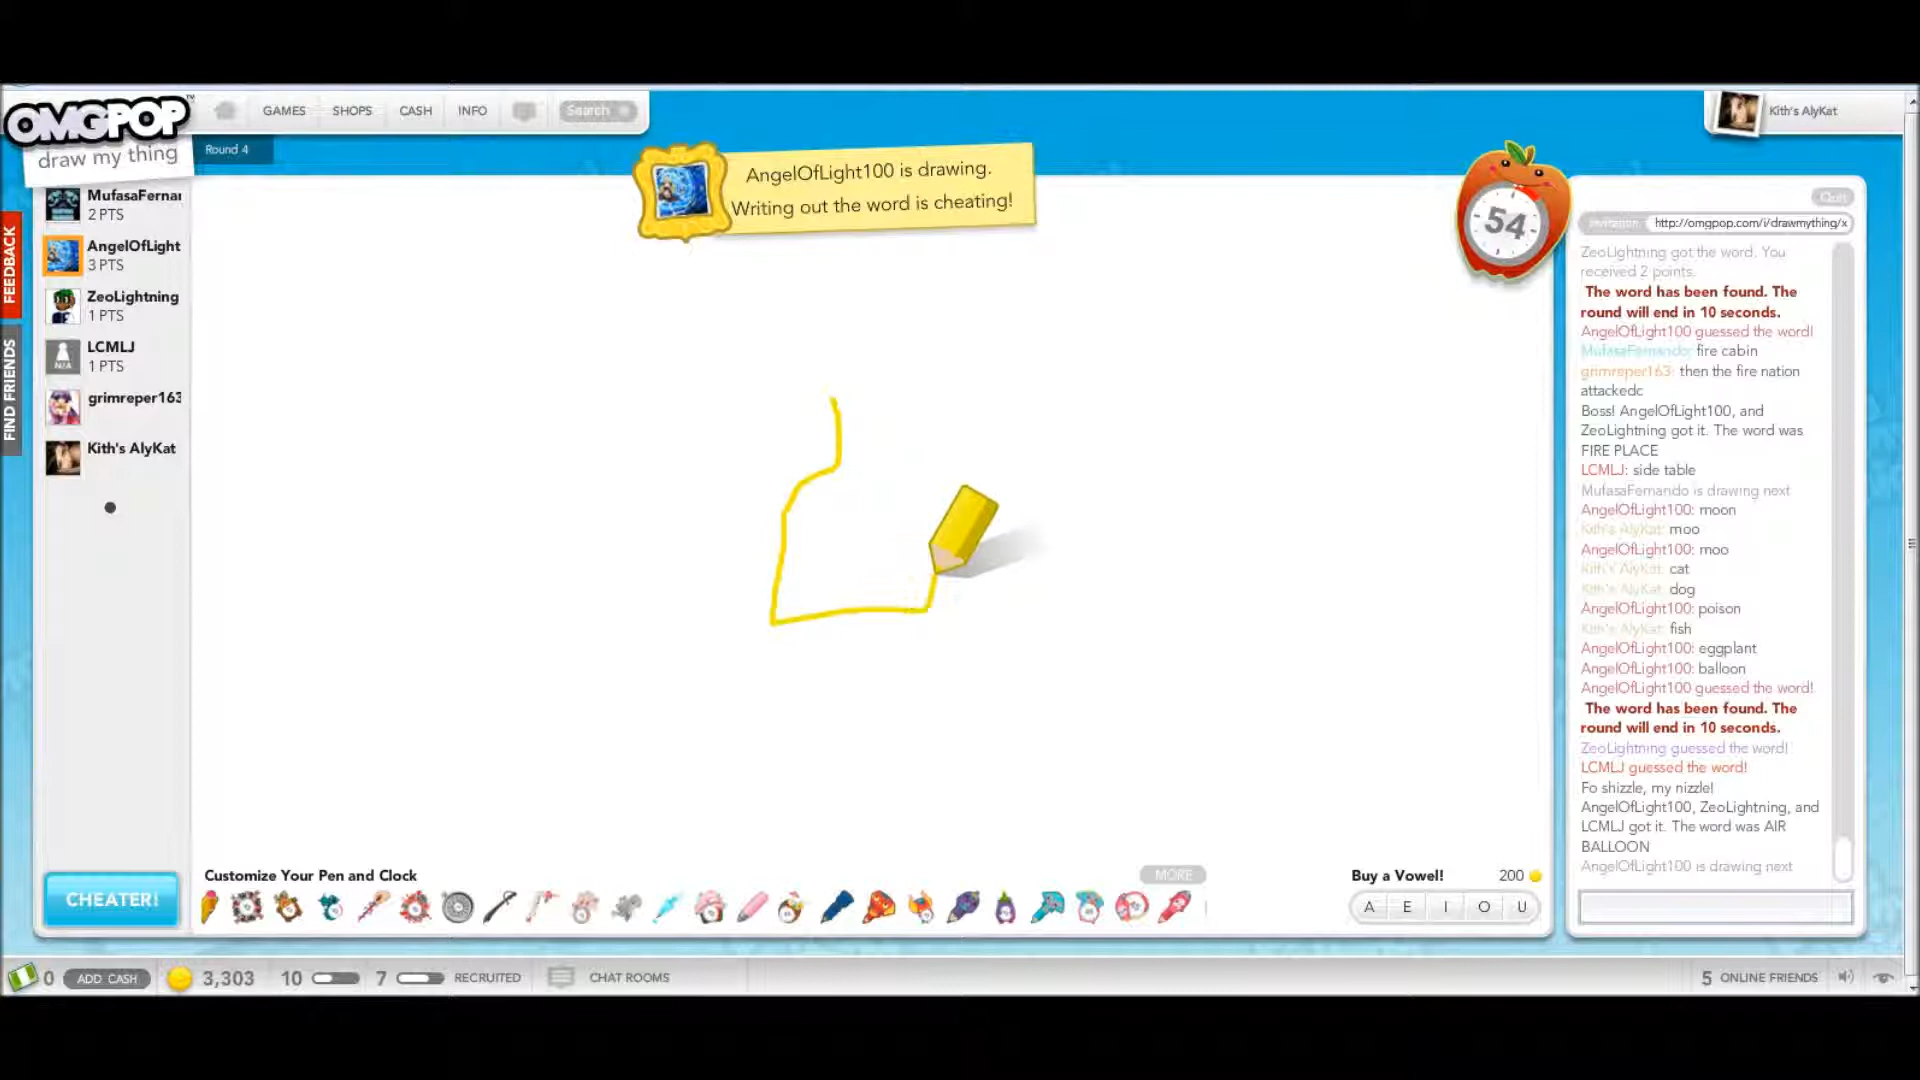 OMGPOP
draw my thing
GAMES
SHOPS
CASH
INFO
Search
Kith's AlyKat
Round 4
AngelOfLight100 is drawing.
Writing out the word is cheating!
54
FEEDBACK
FIND FRIENDS
MufasaFernar
2 PTS
AngelOfLight
3 PTS
ZeoLightning
1 PTS
LCMLJ
N/A
1 PTS
grimreper163
Kith's AlyKat
Quit
Invitation http://omgpop.com/i/drawmything/x
ZeoLightning got the word. You
received 2 points.
The word has been found. The
round will end in 10 seconds.
AngelOfLight100 guessed the word!
MufasaFernando: fire cabin
grimreper163: then the fire nation
attackedc
Boss! AngelOfLight100, and
ZeoLightning got it. The word was
FIRE PLACE
LCMLJ: side table
MufasaFernando is drawing next
AngelOfLight100: moon
Kith's AlyKat: moo
AngelOfLight100: moo
Kith's AlyKat: cat
Kith's AlyKat: dog
AngelOfLight100: poison
Kith's AlyKat: fish
AngelOfLight100: eggplant
AngelOfLight100: balloon
AngelOfLight100 guessed the word!
The word has been found. The
round will end in 10 seconds.
ZeoLightning guessed the word!
LCMLJ guessed the word!
Fo shizzle, my nizzle!
AngelOfLight100, ZeoLightning, and
LCMLJ got it. The word was AIR
BALLOON
AngelOfLight100 is drawing next
Customize Your Pen and Clock
MORE
Buy a Vowel!
200
A E I O U
CHEATER!
0 ADD CASH 3,303 10 7 RECRUITED CHAT ROOMS 5 ONLINE FRIENDS